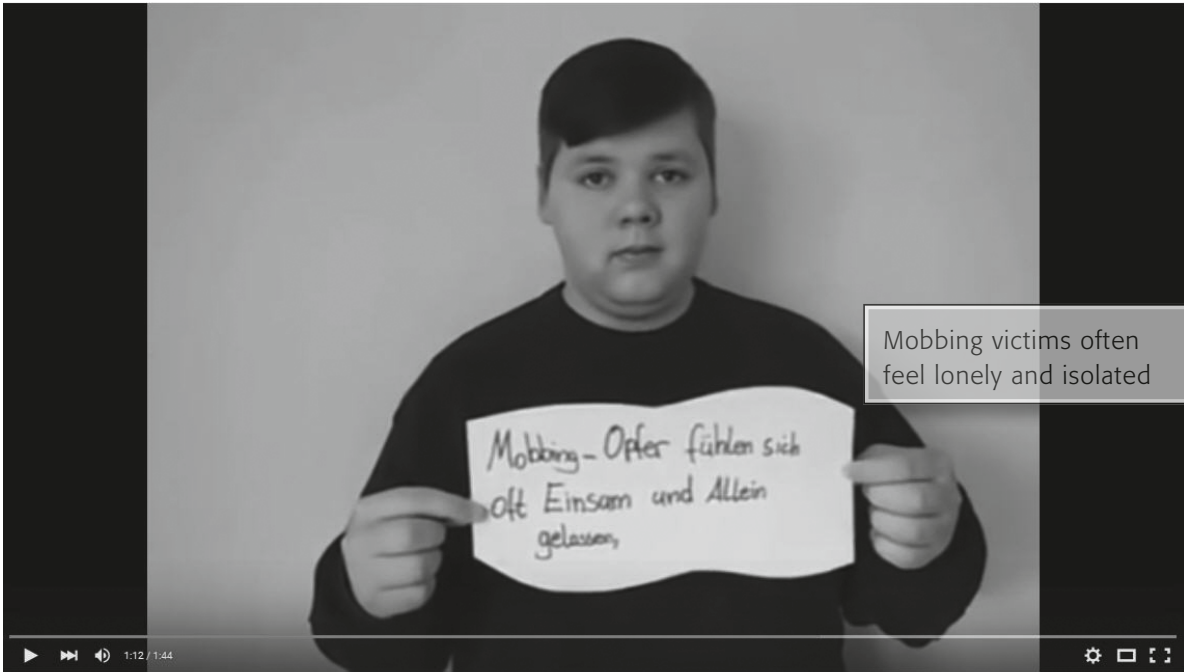 Mobbing victims often
feel lonely and isolated
Mobbing-Opfer fühlen sich
oft Einsam und Allein
gelassen,
1:12 / 1:44